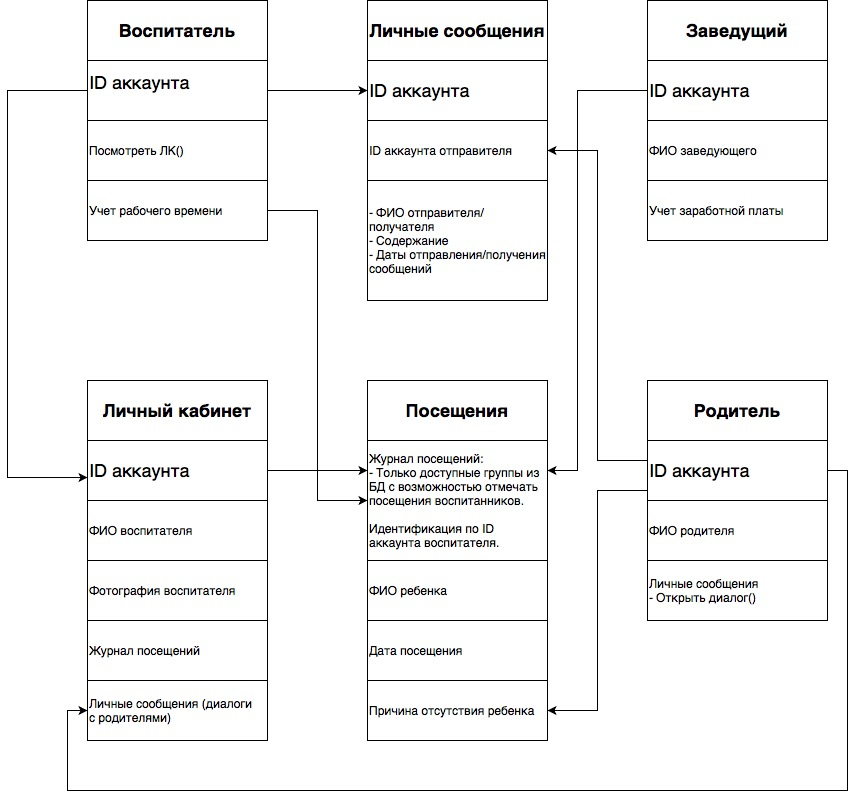 Воспитатель
ID аккаунта
Посмотреть ЛК()
Учет рабочего времени
Личные сообщения
ID аккаунта
ID аккаунта отправителя
- ФИО отправителя/
получателя
- Содержание
- Даты отправления/получения
сообщений
Заведущий
ID аккаунта
ФИО заведующего
Учет заработной платы
Личный кабинет
ID аккаунта
ФИО воспитателя
Фотография воспитателя
Журнал посещений
Личные сообщения (диалоги
с родителями)
Посещения
Журнал посещений:
- Только доступные группы из
БД с возможностью отмечать
посещения воспитанников.
Идентификация по ID
аккаунта воспитателя.
ФИО ребенка
Дата посещения
Причина отсутствия ребенка
Родитель
ID аккаунта
ФИО родителя
Личные сообщения
- Открыть диалог()